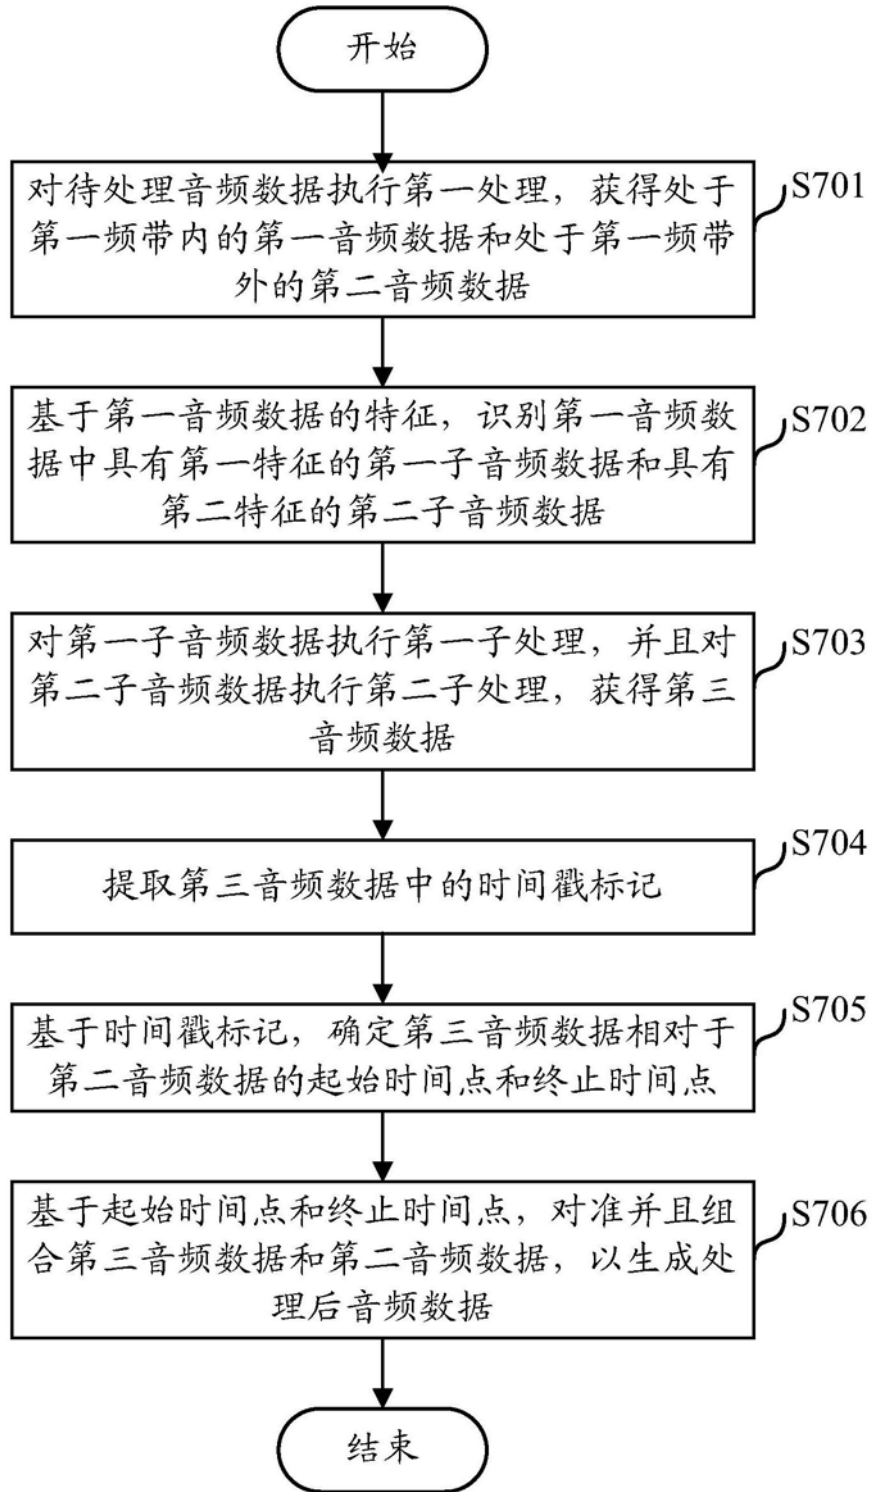 开始
对待处理音频数据执行第一处理，获得处于
第一频带内的第一音频数据和处于第一频带
外的第二音频数据
S701
基于第一音频数据的特征，识别第一音频数
据中具有第一特征的第一子音频数据和具有
第二特征的第二子音频数据
S702
对第一子音频数据执行第一子处理，并且对
第二子音频数据执行第二子处理，获得第三
音频数据
S703
提取第三音频数据中的时间戳标记
S704
基于时间戳标记，确定第三音频数据相对于
第二音频数据的起始时间点和终止时间点
S705
基于起始时间点和终止时间点，对准并且组
合第三音频数据和第二音频数据，以生成处
理后音频数据
S706
结束